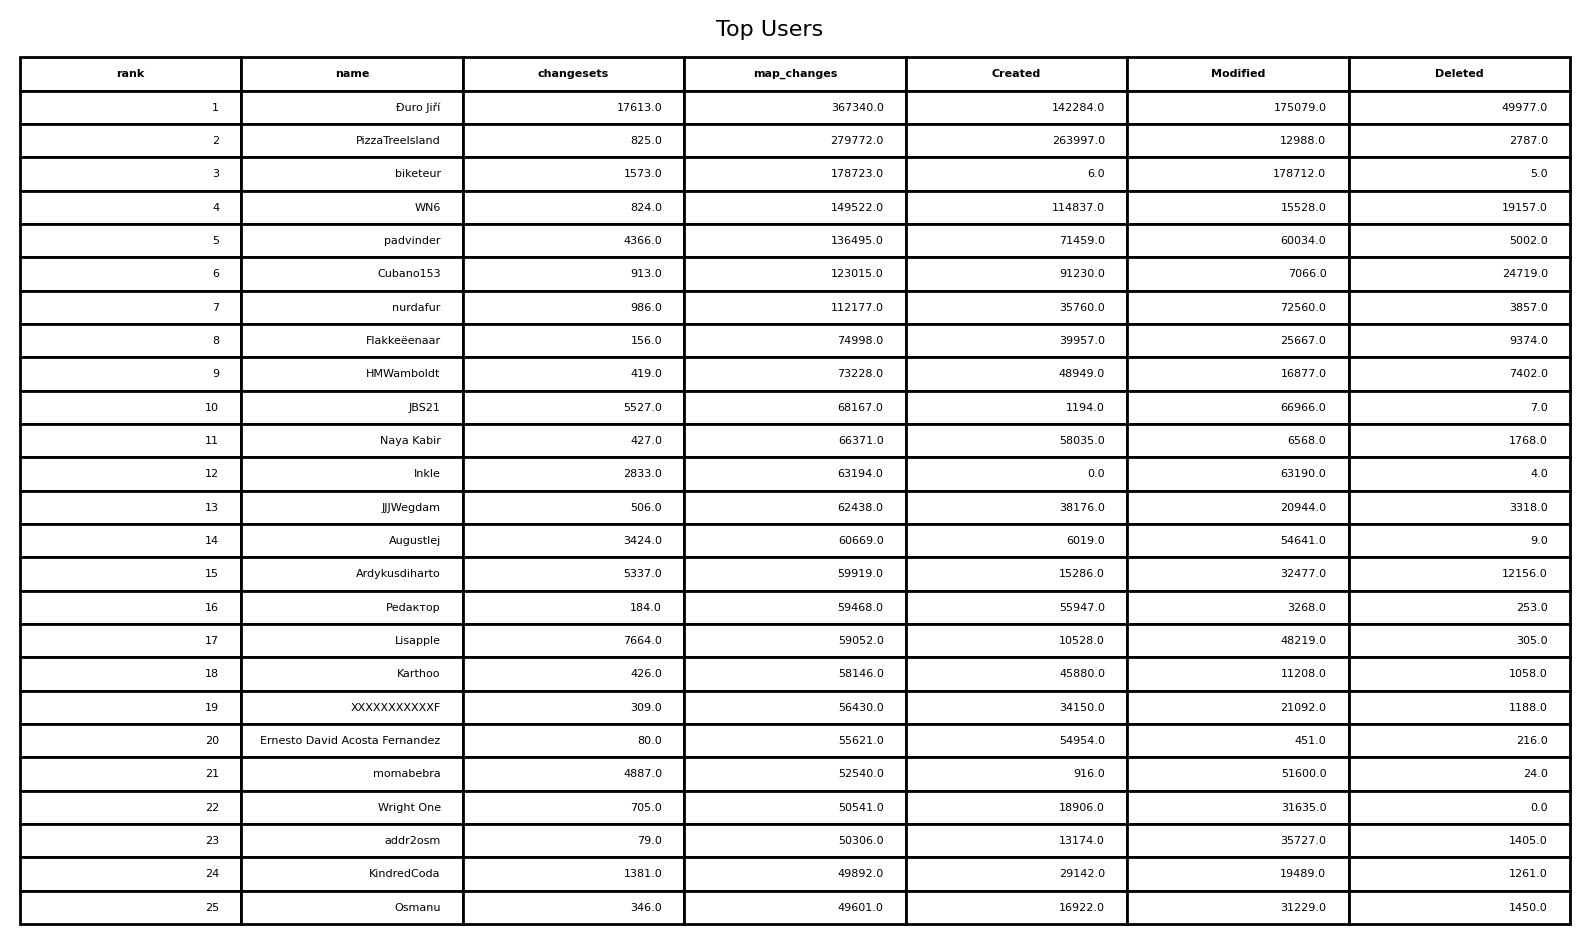 Top Users
rank name changesets map_changes Created Modified Deleted
1 Đuro Jiří 17613.0 367340.0 142284.0 175079.0 49977.0
2 PizzaTreeIsland 825.0 279772.0 263997.0 12988.0 2787.0
3 biketeur 1573.0 178723.0 6.0 178712.0 5.0
4 WN6 824.0 149522.0 114837.0 15528.0 19157.0
5 padvinder 4366.0 136495.0 71459.0 60034.0 5002.0
6 Cubano153 913.0 123015.0 91230.0 7066.0 24719.0
7 nurdafur 986.0 112177.0 35760.0 72560.0 3857.0
8 Flakkeëenaar 156.0 74998.0 39957.0 25667.0 9374.0
9 HMWamboldt 419.0 73228.0 48949.0 16877.0 7402.0
10 JBS21 5527.0 68167.0 1194.0 66966.0 7.0
11 Naya Kabir 427.0 66371.0 58035.0 6568.0 1768.0
12 Inkle 2833.0 63194.0 0.0 63190.0 4.0
13 JJJWegdam 506.0 62438.0 38176.0 20944.0 3318.0
14 Augustlej 3424.0 60669.0 6019.0 54641.0 9.0
15 Ardykusdiharto 5337.0 59919.0 15286.0 32477.0 12156.0
16 Редактор 184.0 59468.0 55947.0 3268.0 253.0
17 Lisapple 7664.0 59052.0 10528.0 48219.0 305.0
18 Karthoo 426.0 58146.0 45880.0 11208.0 1058.0
19 XXXXXXXXXXXF 309.0 56430.0 34150.0 21092.0 1188.0
20 Ernesto David Acosta Fernandez 80.0 55621.0 54954.0 451.0 216.0
21 momabebra 4887.0 52540.0 916.0 51600.0 24.0
22 Wright One 705.0 50541.0 18906.0 31635.0 0.0
23 addr2osm 79.0 50306.0 13174.0 35727.0 1405.0
24 KindredCoda 1381.0 49892.0 29142.0 19489.0 1261.0
25 Osmanu 346.0 49601.0 16922.0 31229.0 1450.0